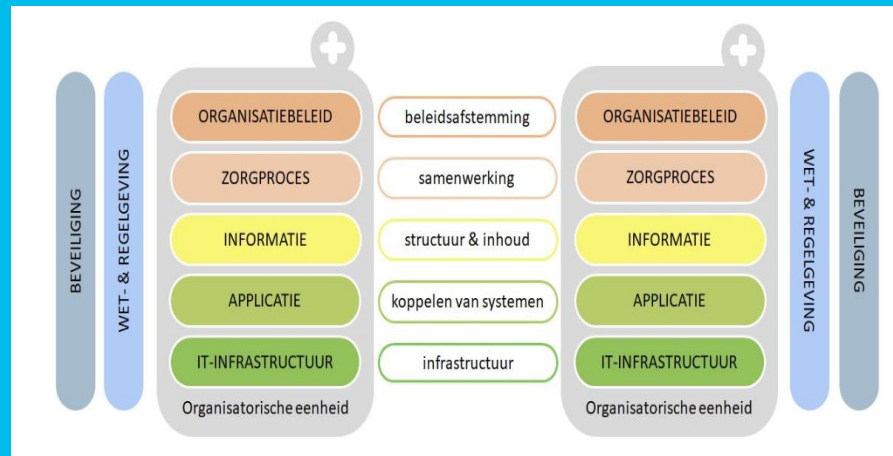 BEVEILIGING
WET- & REGELGEVING
ORGANISATIEBELEID
beleidsafstemming
ORGANISATIEBELEID
ZORGPROCES
samenwerking
ZORGPROCES
INFORMATIE
structuur & inhoud
INFORMATIE
APPLICATIE
koppelen van systemen
APPLICATIE
IT-INFRASTRUCTUUR
infrastructuur
IT-INFRASTRUCTUUR
Organisatorische eenheid
Organisatorische eenheid
WET- & REGELGEVING
BEVEILIGING